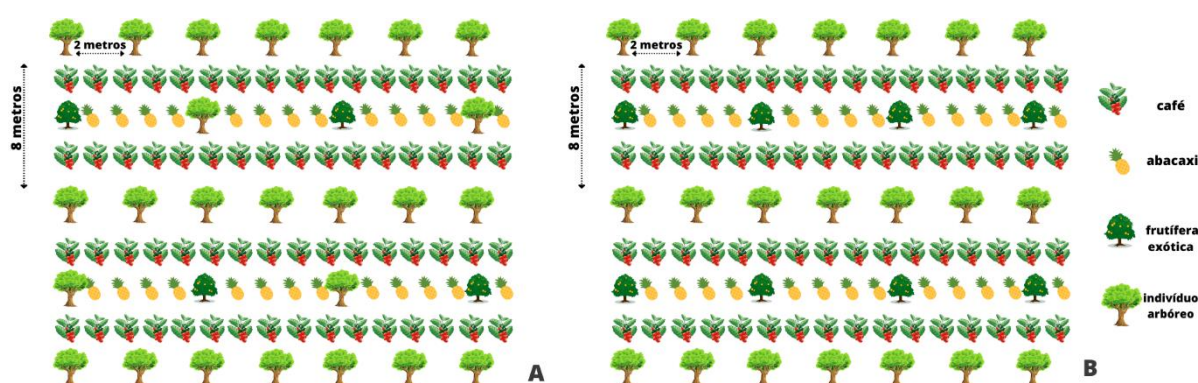 2 metros
8 metros
A
2 metros
8 metros
B
café
abacaxi
frutífera
exótica
indivíduo
arbóreo